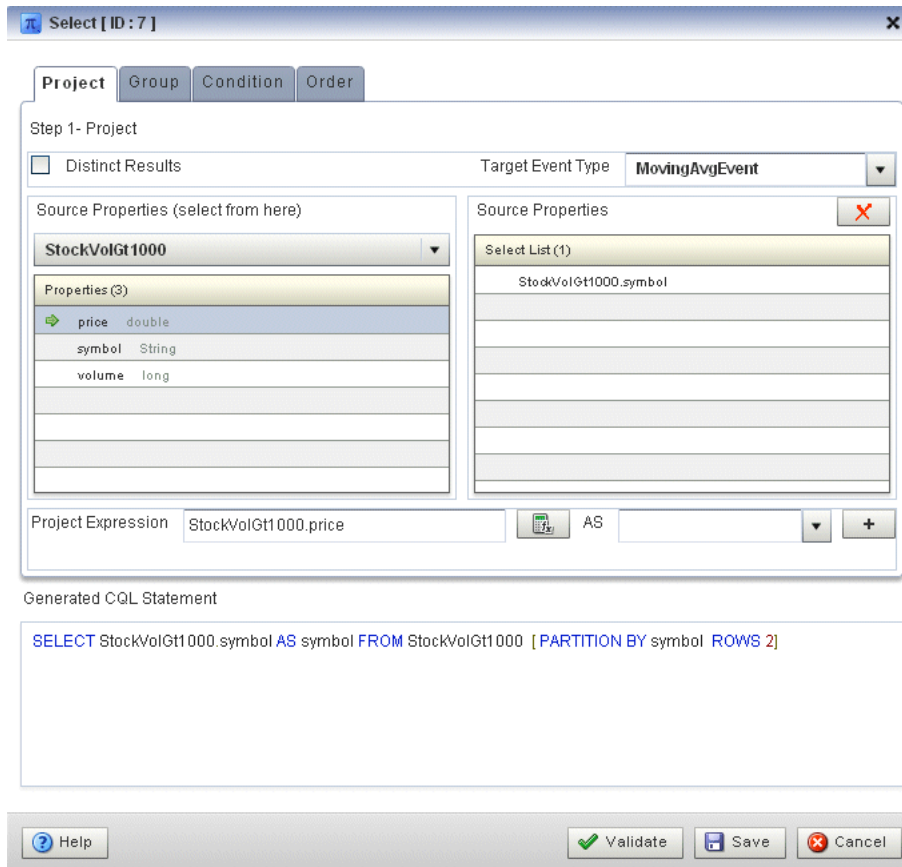 π Select [ ID : 7 ]
Project Group Condition Order
Step 1- Project
Distinct Results Target Event Type MovingAvgEvent
Source Properties (select from here) Source Properties
StockVolGt1000 Select List (1)
StockVolGt1000.symbol
Properties (3)
price double
symbol String
volume long
Project Expression StockVolGt1000.price fx AS +
Generated CQL Statement
SELECT StockVolGt1000.symbol AS symbol FROM StockVolGt1000 [ PARTITION BY symbol ROWS 2]
? Help Validate Save Cancel